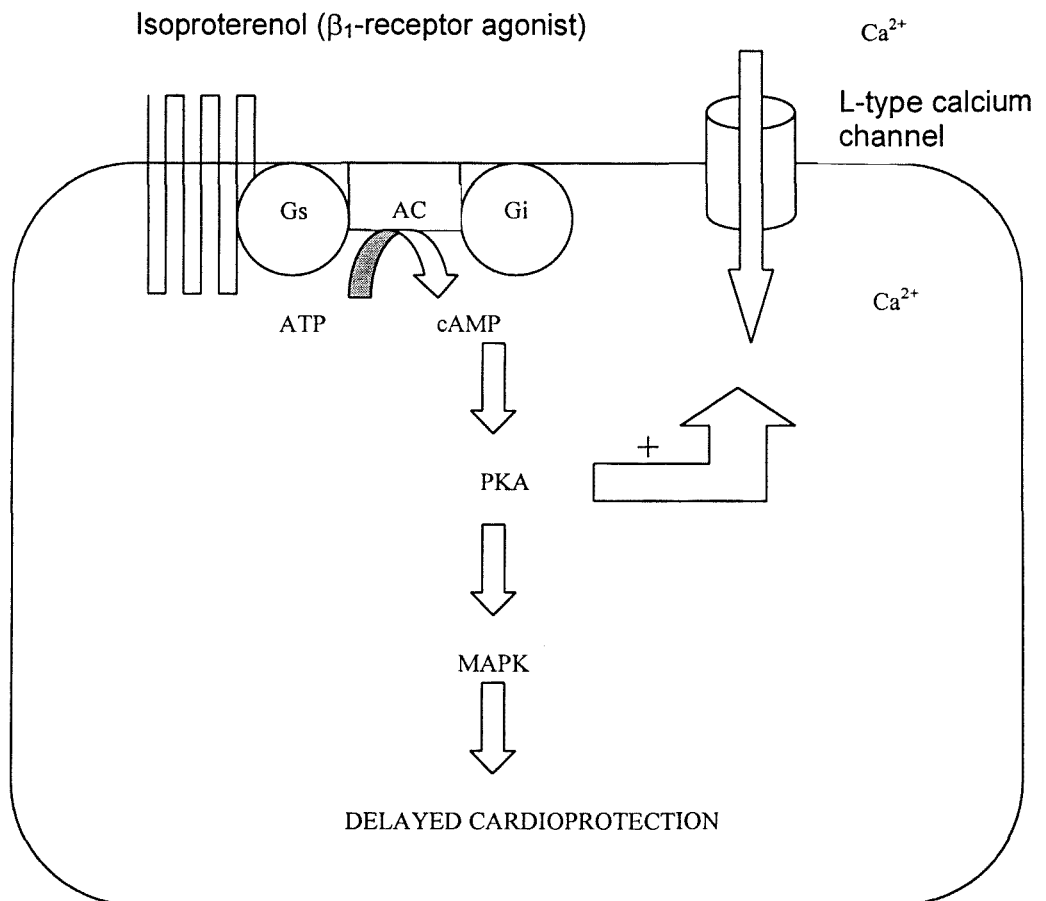 Isoproterenol (β₁-receptor agonist)
Ca²⁺
L-type calcium
channel
Gs
AC
Gi
Ca²⁺
ATP
cAMP
+
PKA
MAPK
DELAYED CARDIOPROTECTION